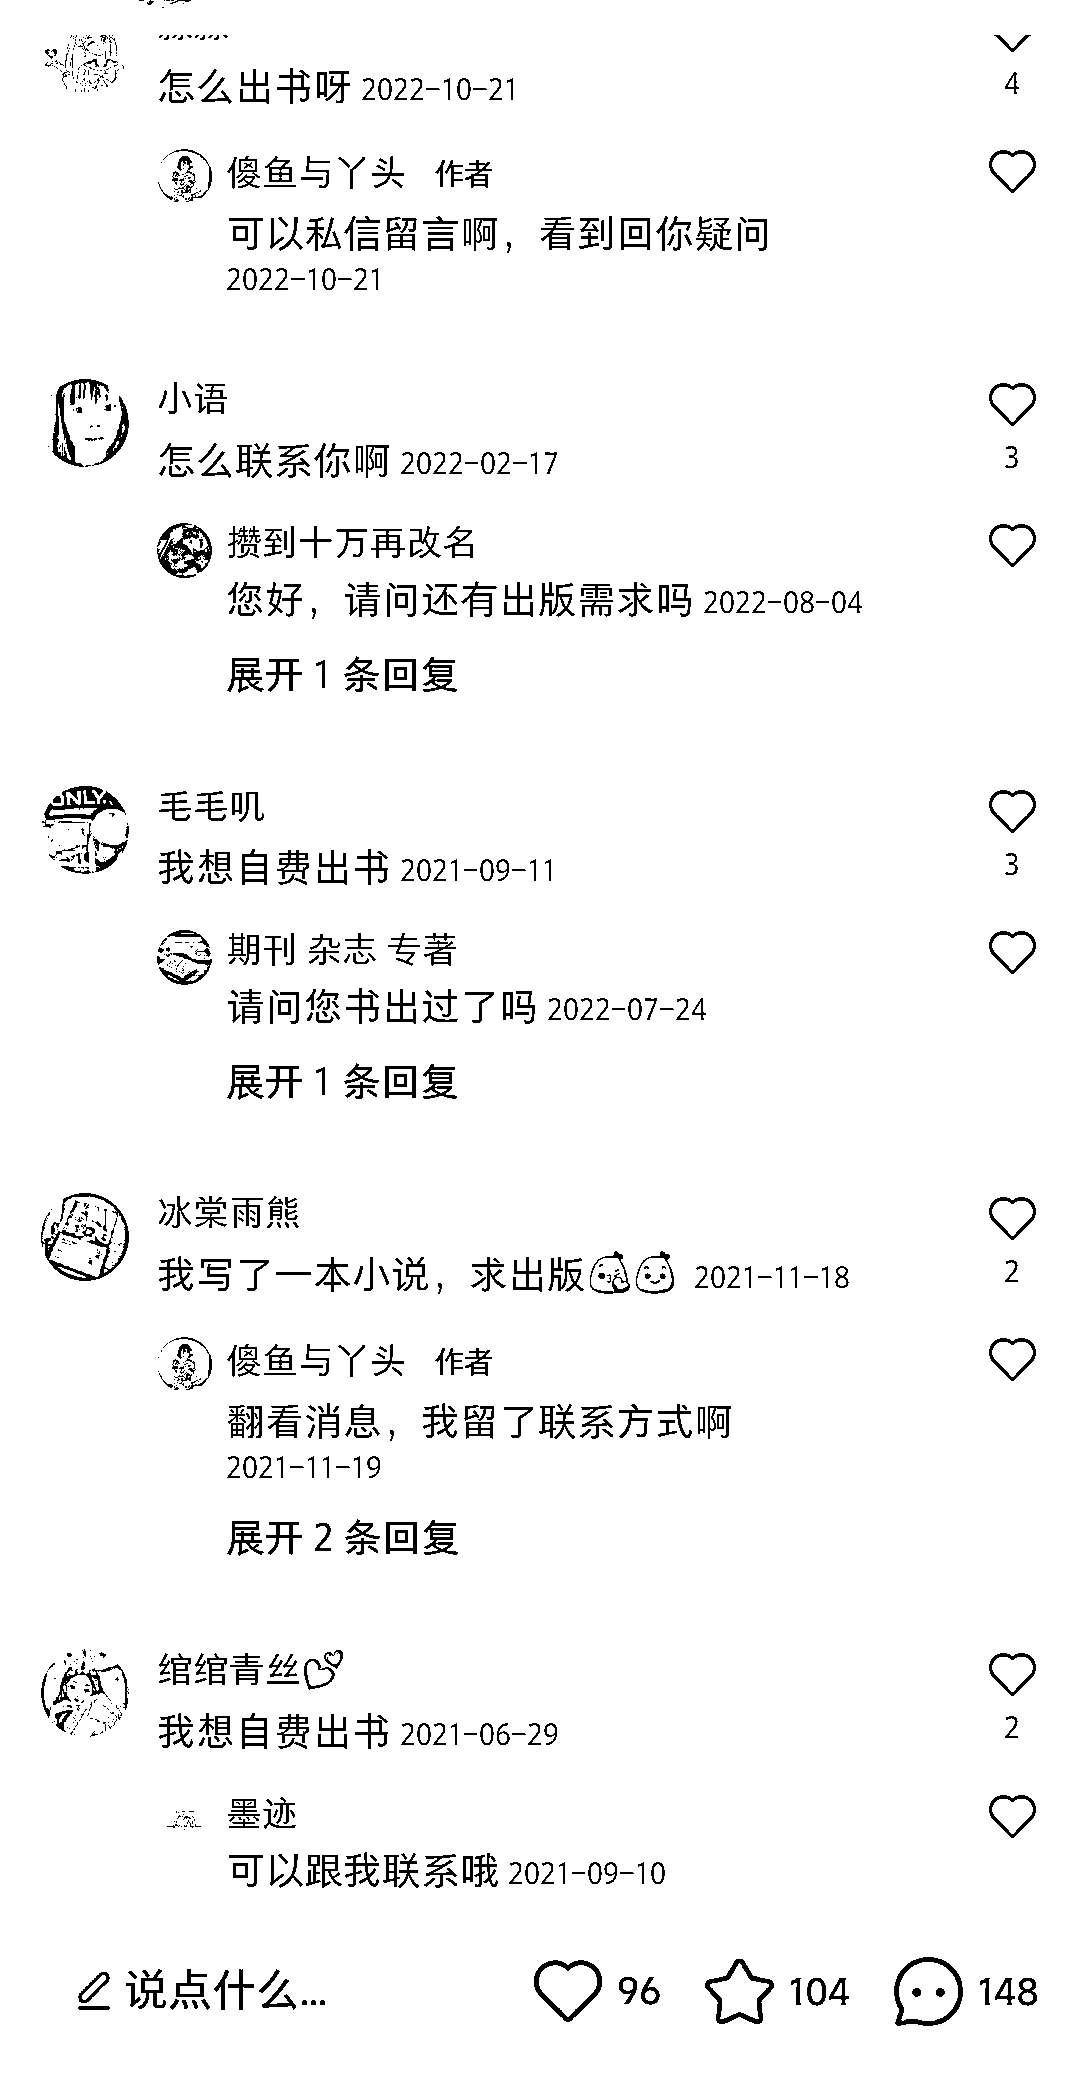 怎么出书呀 2022-10-21
4
傻鱼与丫头 作者
可以私信留言啊，看到回你疑问
2022-10-21
小语
怎么联系你啊 2022-02-17
3
攒到十万再改名
您好，请问还有出版需求吗 2022-08-04
展开 1 条回复
ONLY.
毛毛叽
我想自费出书 2021-09-11
3
期刊 杂志 专著
请问您书出过了吗 2022-07-24
展开 1 条回复
冰棠雨熊
我写了一本小说，求出版 2021-11-18
2
傻鱼与丫头 作者
翻看消息，我留了联系方式啊
2021-11-19
展开 2 条回复
绾绾青丝💕
我想自费出书 2021-06-29
2
墨迹
可以跟我联系哦 2021-09-10
说点什么... 96 104 148